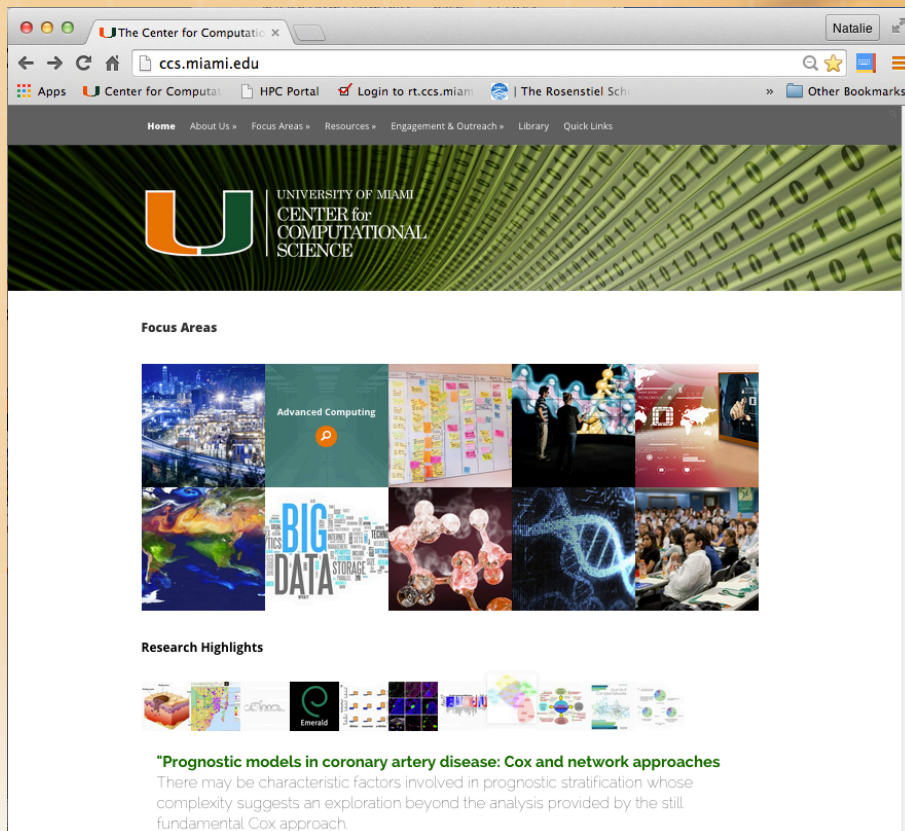 The Center for Computatio
Natalie
ccs.miami.edu
Apps Center for Computat HPC Portal Login to rt.ccs.miam | The Rosenstiel Sch » Other Bookmarks
Home About Us » Focus Areas » Resources » Engagement & Outreach » Library Quick Links
UNIVERSITY OF MIAMI
CENTER for
COMPUTATIONAL
SCIENCE
Focus Areas
Advanced Computing
BIG
DATA
STORAGE
Research Highlights
Emerald
"Prognostic models in coronary artery disease: Cox and network approaches
There may be characteristic factors involved in prognostic stratification whose
complexity suggests an exploration beyond the analysis provided by the still
fundamental Cox approach.